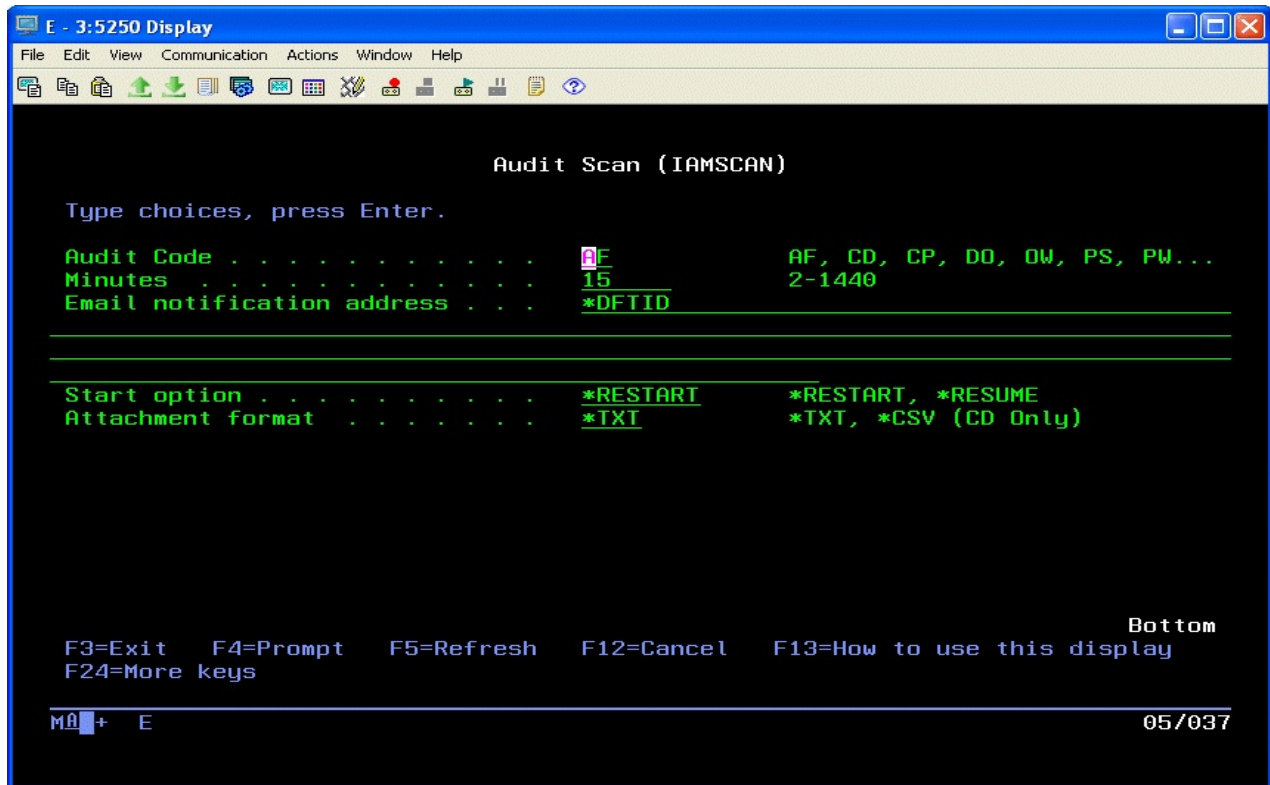 E - 3:5250 Display
File Edit View Communication Actions Window Help
Audit Scan (IAMSCAN)
Type choices, press Enter.
Audit Code . . . . . . . . . . . AF AF, CD, CP, DO, OW, PS, PW...
Minutes . . . . . . . . . . . . 15 2-1440
Email notification address . . . *DFTID
Start option . . . . . . . . . . *RESTART *RESTART, *RESUME
Attachment format . . . . . . . *TXT *TXT, *CSV (CD Only)
Bottom
F3=Exit F4=Prompt F5=Refresh F12=Cancel F13=How to use this display
F24=More keys
MA + E 05/037